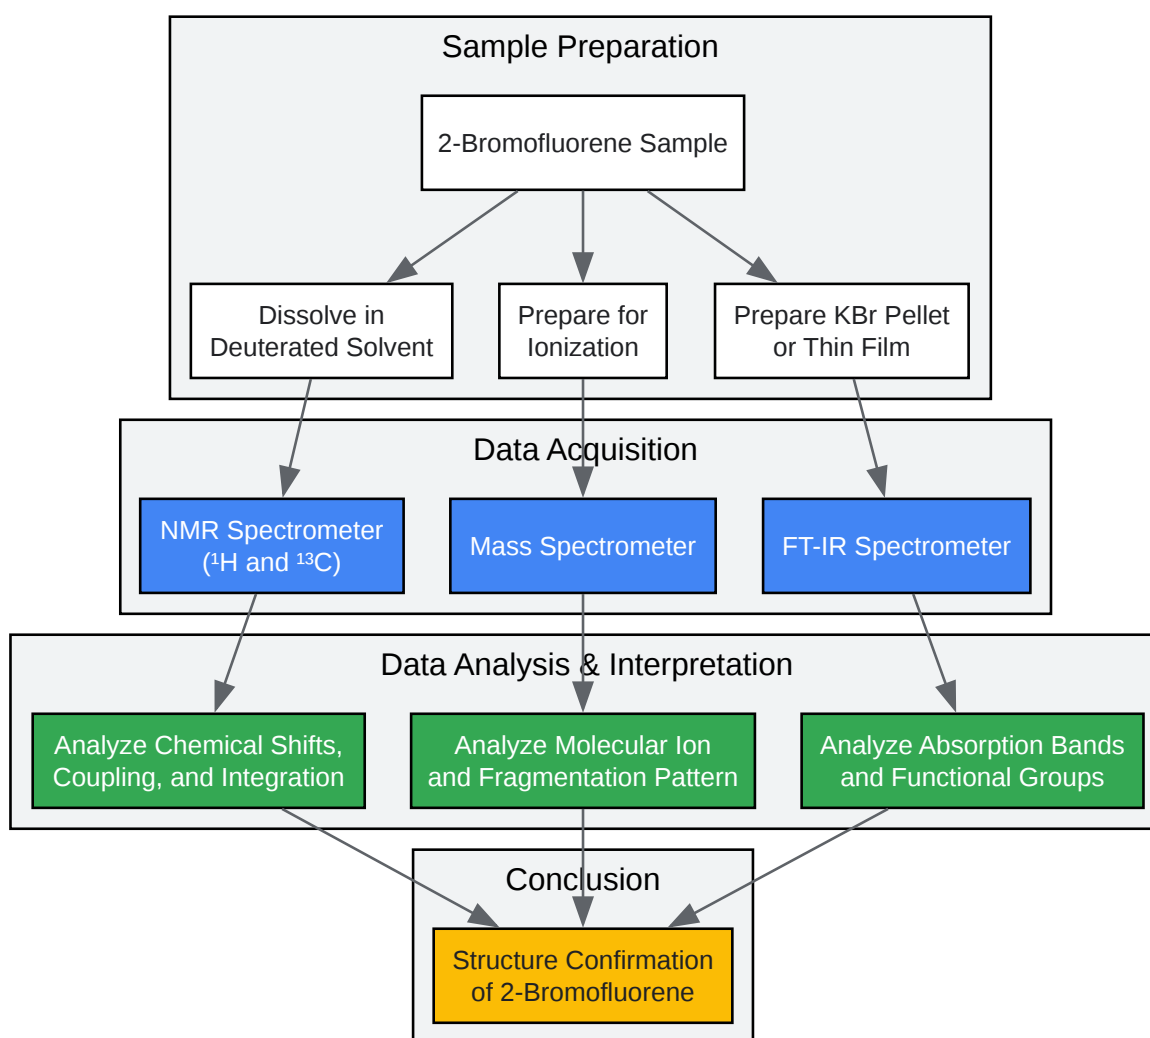 Sample Preparation
2-Bromofluorene Sample
Dissolve in
Deuterated Solvent
Prepare for
Ionization
Prepare KBr Pellet
or Thin Film
Data Acquisition
NMR Spectrometer
(¹H and ¹³C)
Mass Spectrometer
FT-IR Spectrometer
Data Analysis & Interpretation
Analyze Chemical Shifts,
Coupling, and Integration
Analyze Molecular Ion
and Fragmentation Pattern
Analyze Absorption Bands
and Functional Groups
Conclusion
Structure Confirmation
of 2-Bromofluorene